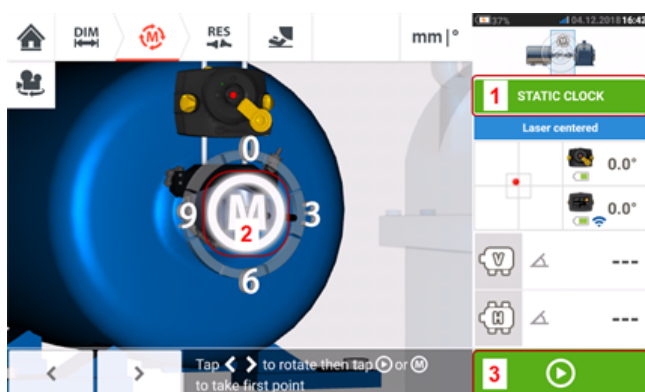 DIM
M
RES
mm|°
37%
04.12.2018 16:42
1 STATIC CLOCK
Laser centered
0.0°
0.0°
0
9 M 3
2
6
V ---
H ---
Tap < > to rotate then tap or M
to take first point
< >
3